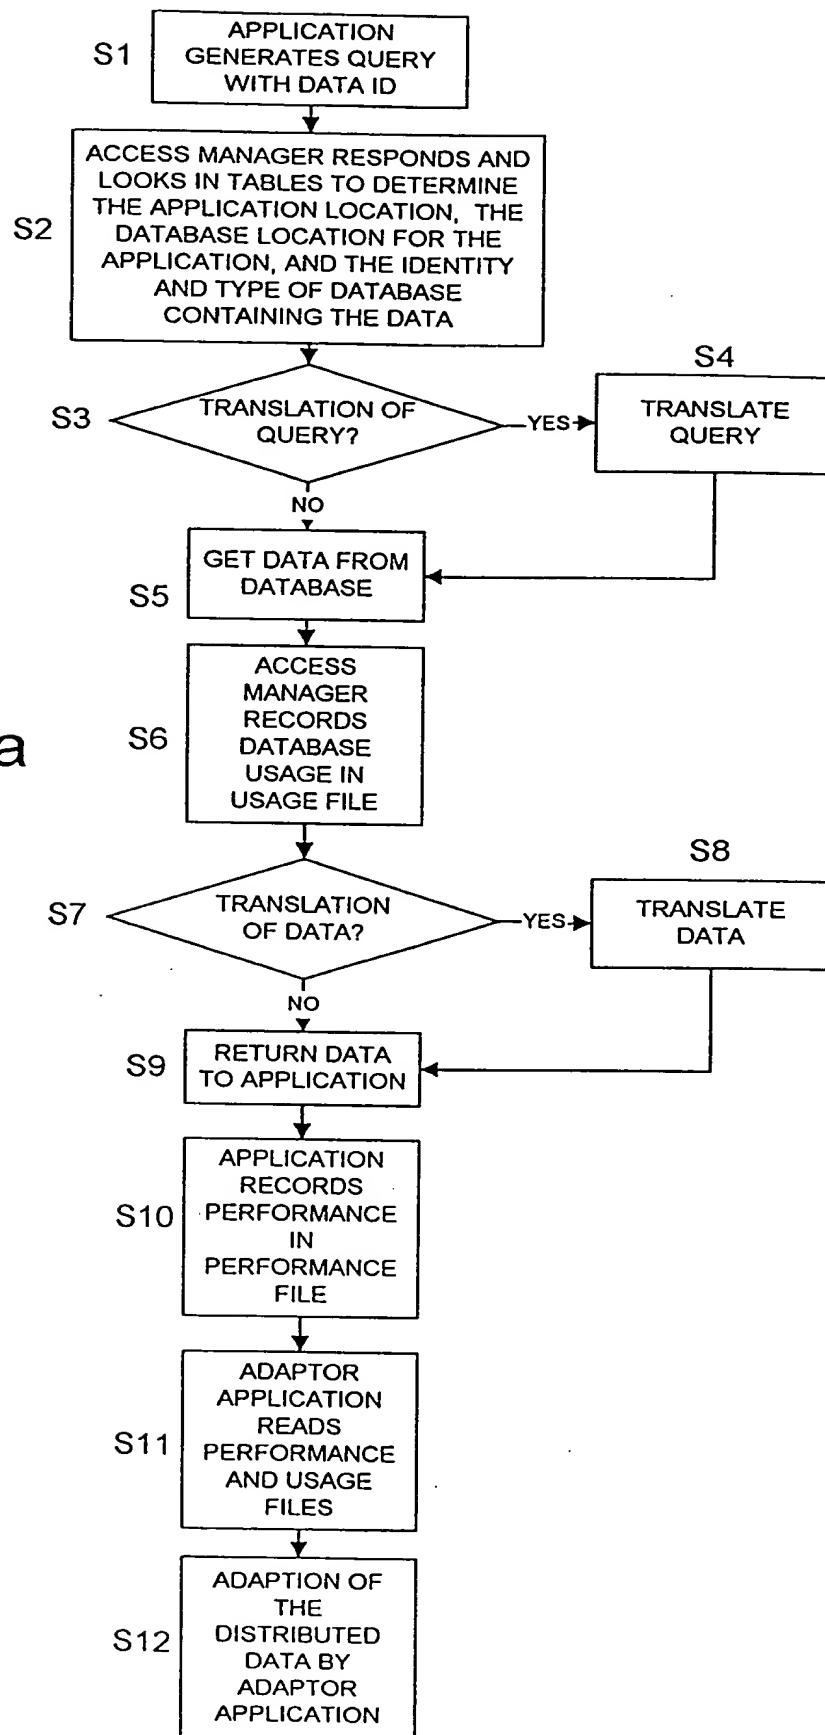 APPLICATION
GENERATES QUERY
WITH DATA ID
S1
ACCESS MANAGER RESPONDS AND
LOOKS IN TABLES TO DETERMINE
THE APPLICATION LOCATION, THE
DATABASE LOCATION FOR THE
APPLICATION, AND THE IDENTITY
AND TYPE OF DATABASE
CONTAINING THE DATA
S2
S3
TRANSLATION OF
QUERY?
YES
S4
TRANSLATE
QUERY
NO
GET DATA FROM
DATABASE
S5
ACCESS
MANAGER
RECORDS
DATABASE
USAGE IN
USAGE FILE
S6
a
S7
TRANSLATION
OF DATA?
YES
S8
TRANSLATE
DATA
NO
S9
RETURN DATA
TO APPLICATION
APPLICATION
RECORDS
PERFORMANCE
IN
PERFORMANCE
FILE
S10
ADAPTOR
APPLICATION
READS
PERFORMANCE
AND USAGE
FILES
S11
ADAPTION OF
THE
DISTRIBUTED
DATA BY
ADAPTOR
APPLICATION
S12